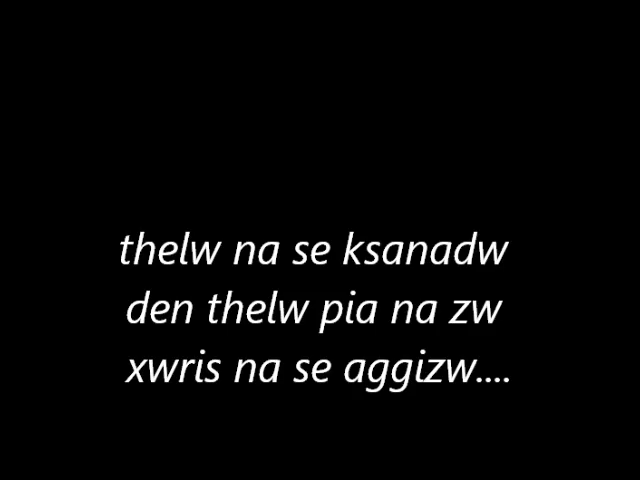 thelw na se ksanadw
den thelw pia na zw
xwris na se aggizw....